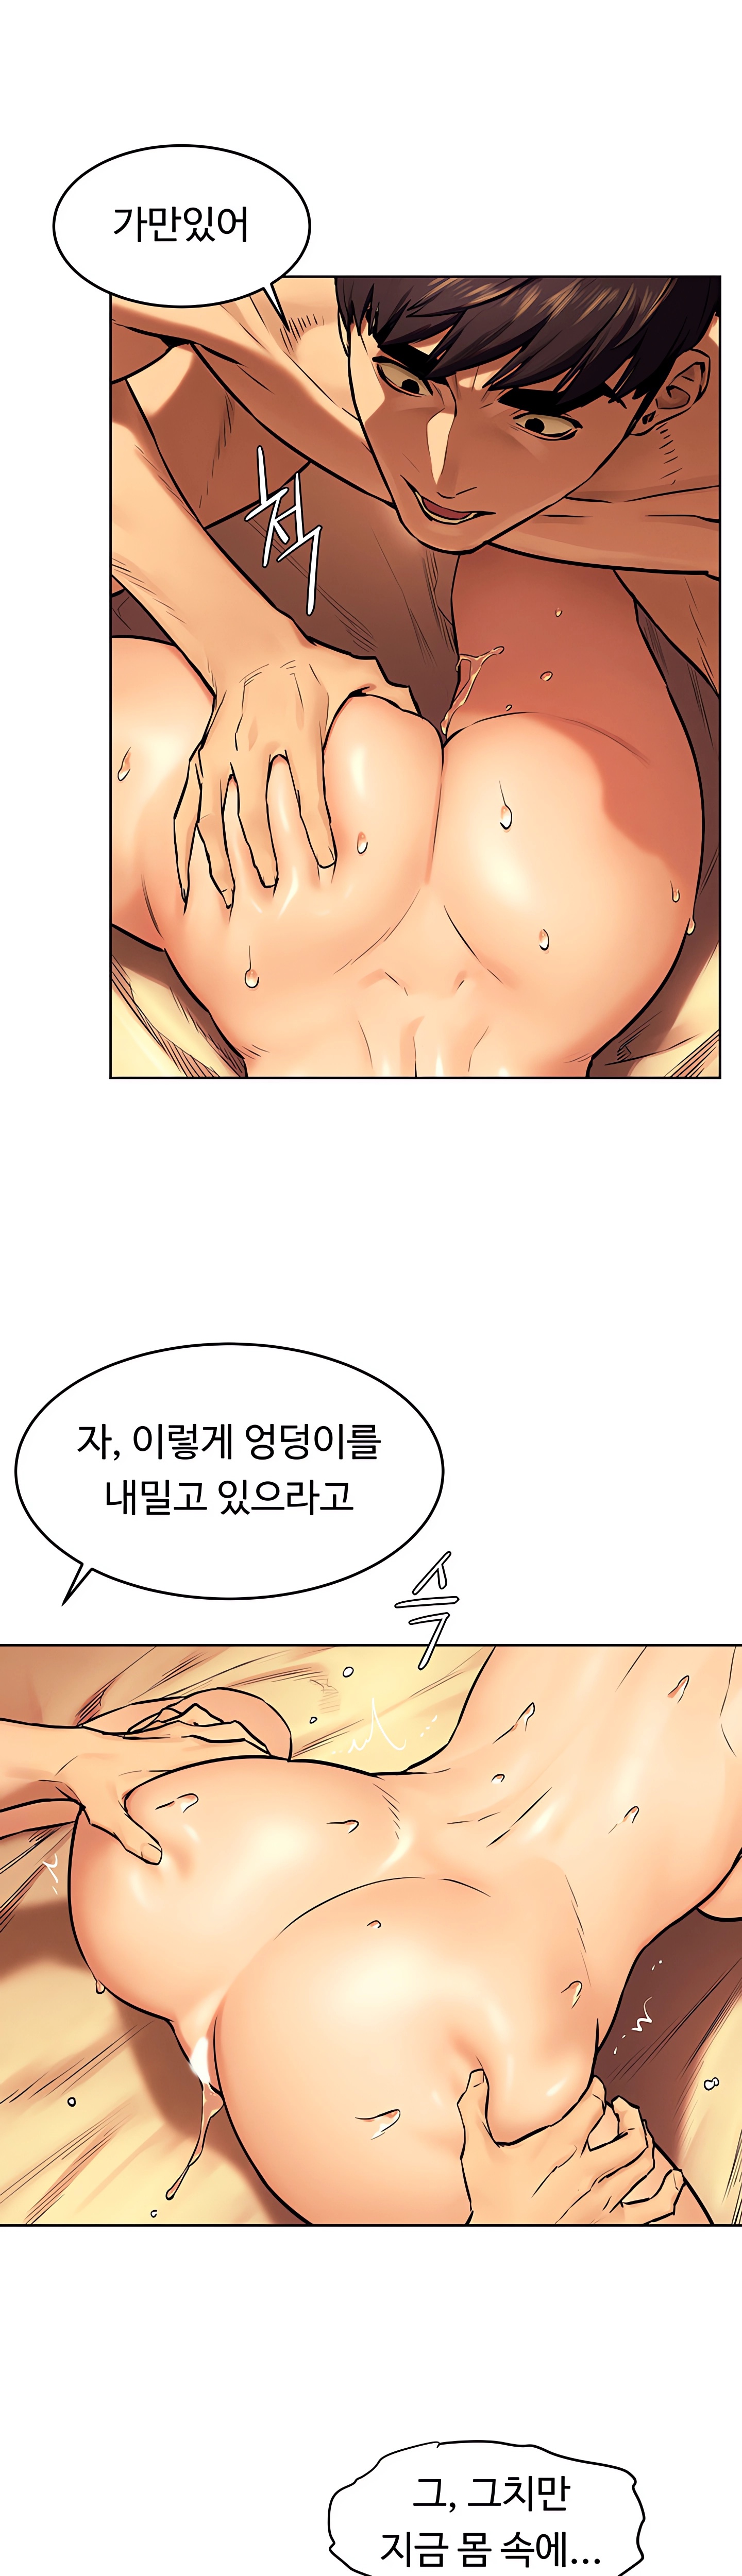 가만있어
척
자, 이렇게 엉덩이를
내밀고 있으라고
슥
그, 그치만
지금 몸 속에...